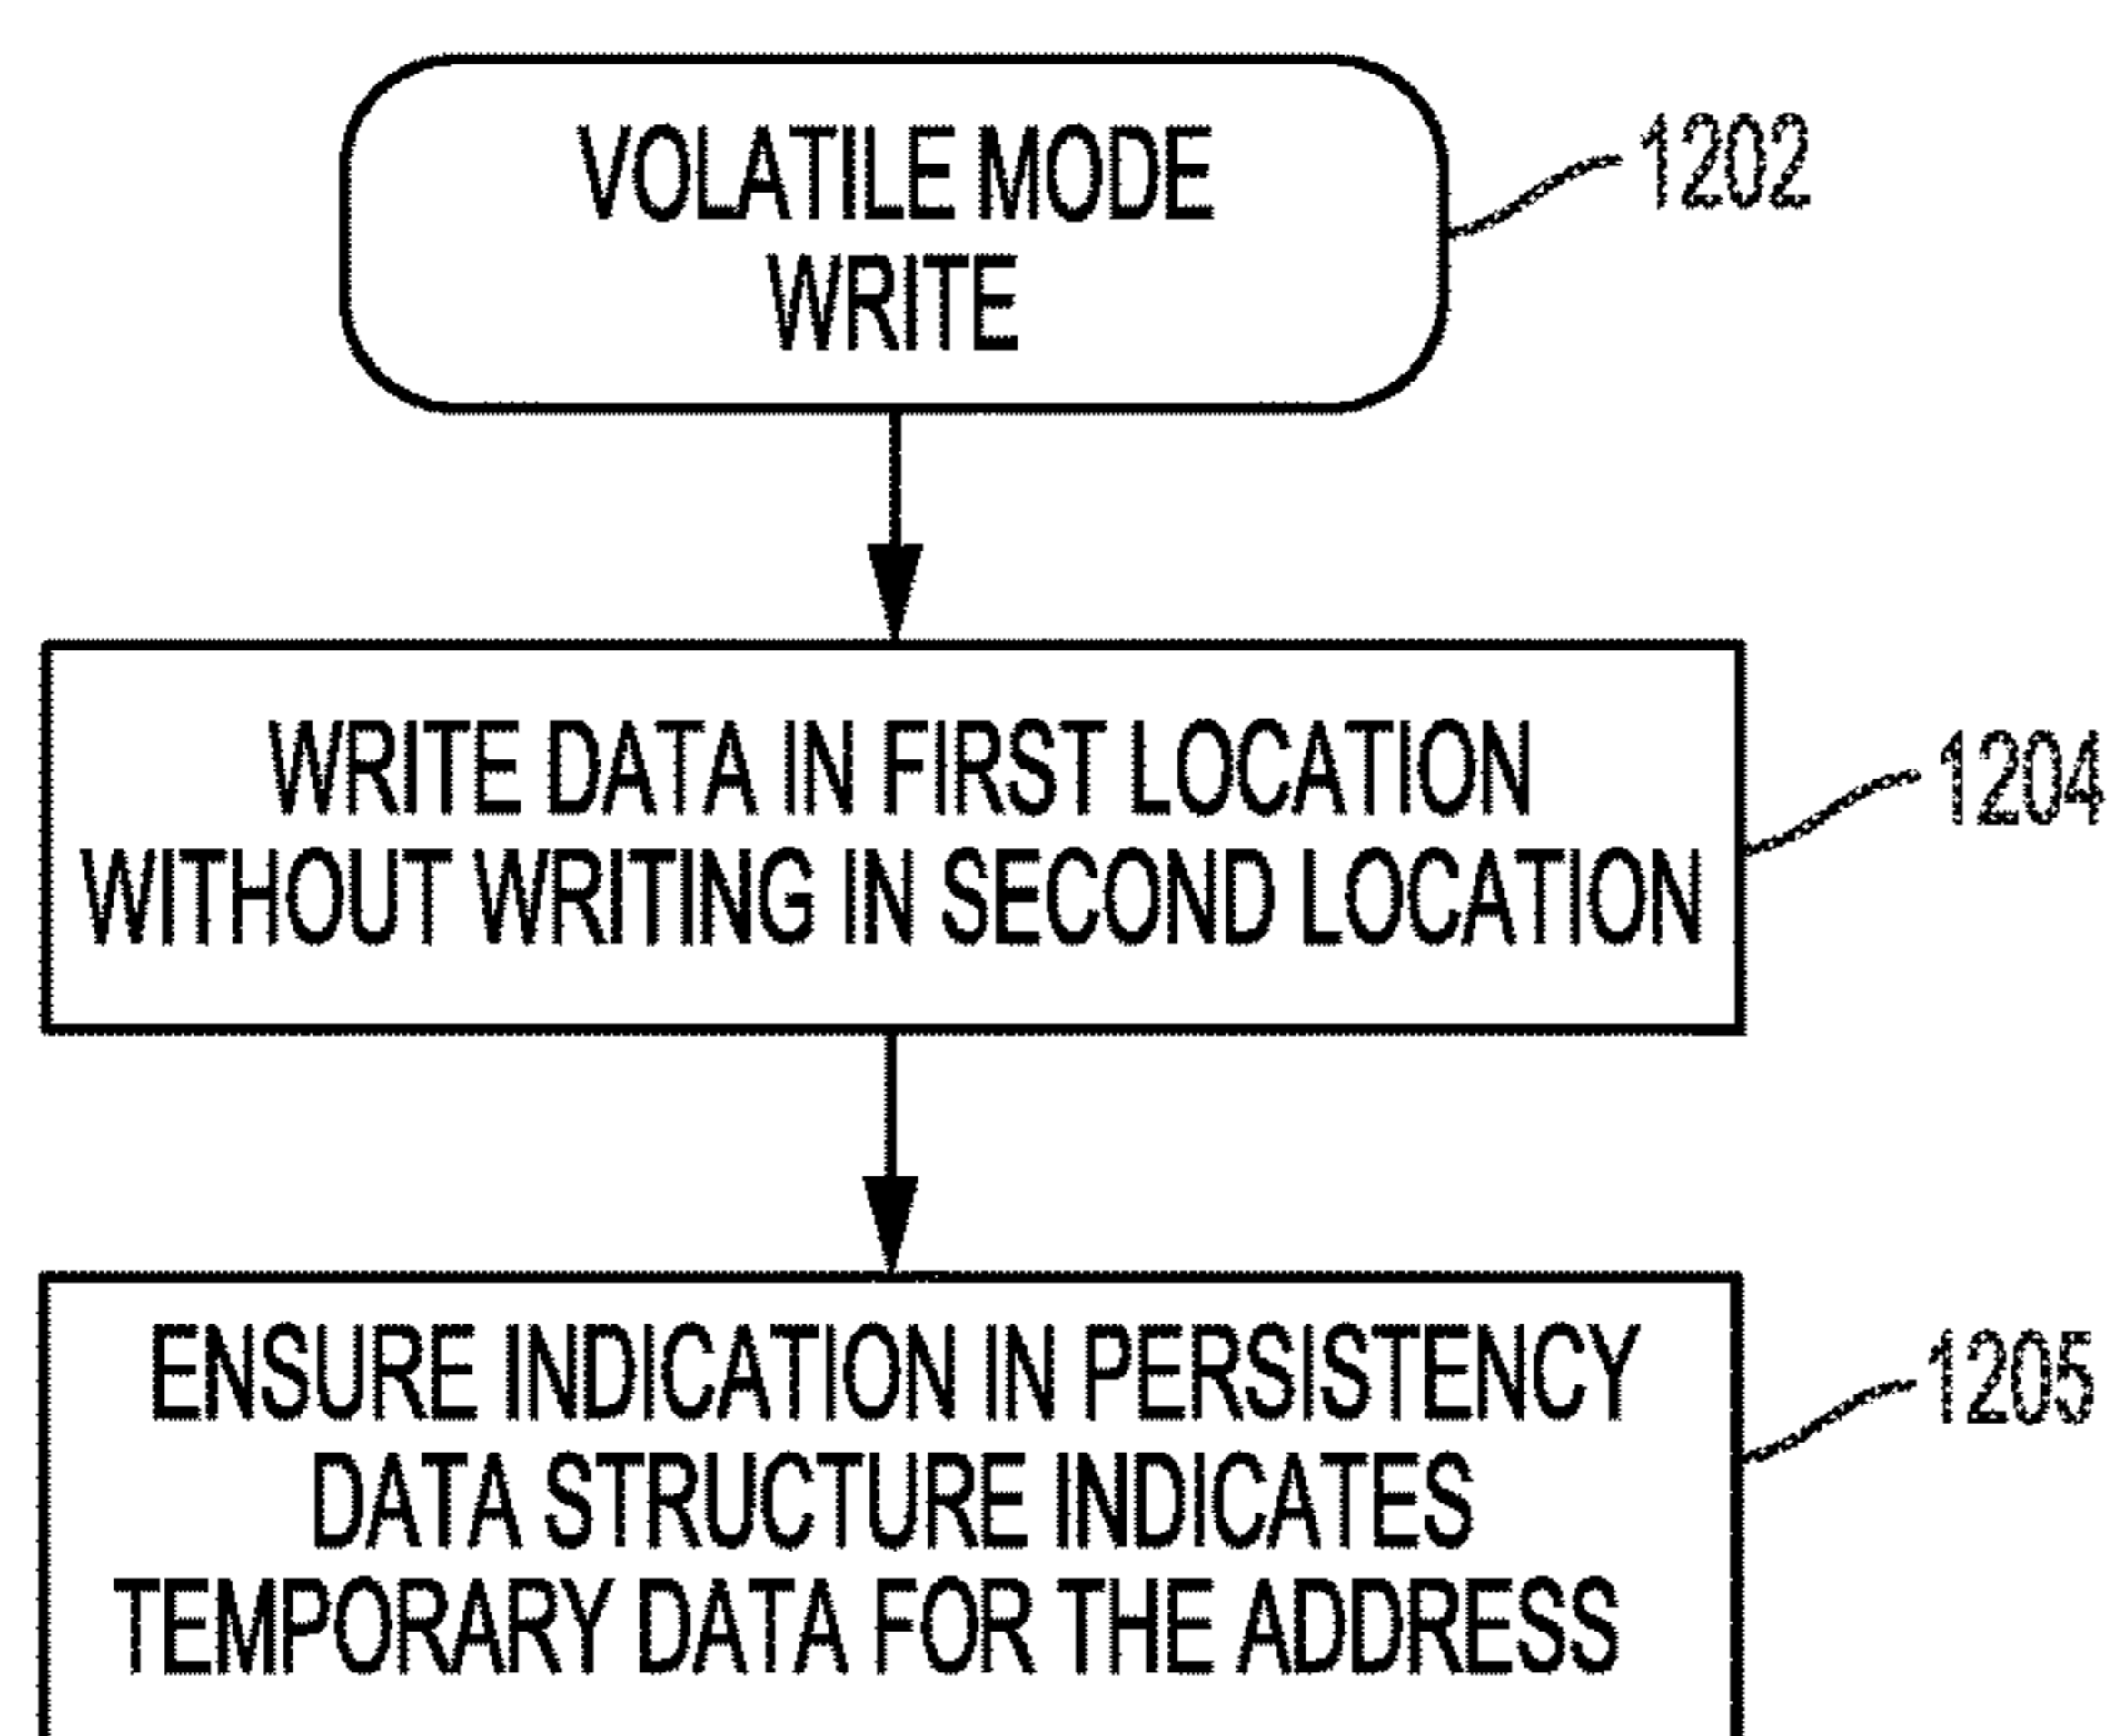 VOLATILE MODE
WRITE
1202
WRITE DATA IN FIRST LOCATION
WITHOUT WRITING IN SECOND LOCATION
1204
ENSURE INDICATION IN PERSISTENCY
DATA STRUCTURE INDICATES
TEMPORARY DATA FOR THE ADDRESS
1205